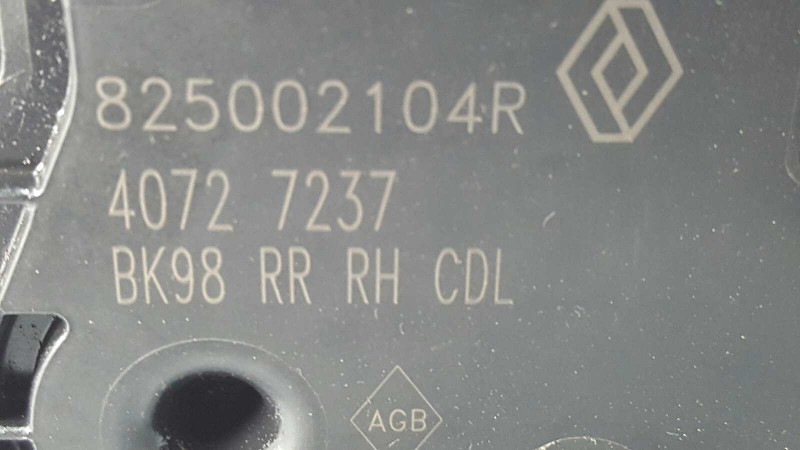 825002104R
4072 7237
BK98 RR RH CDL
AGB